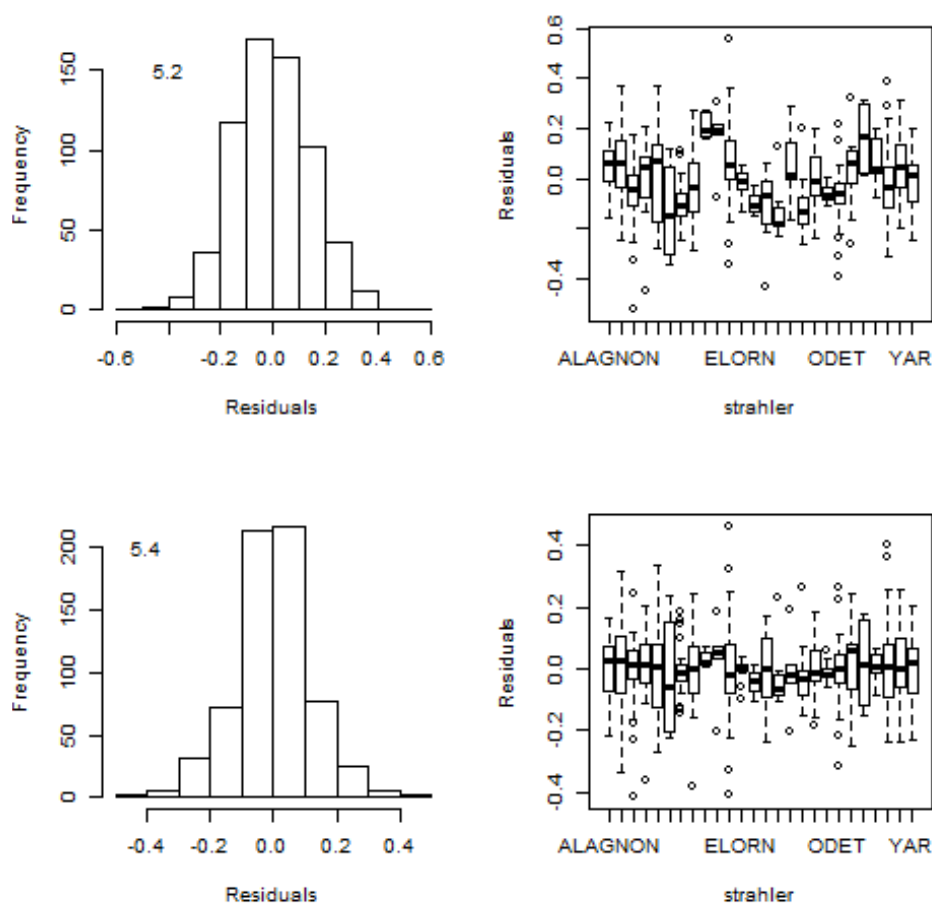 5.2
Frequency
0 50 100 150
-0.6 -0.2 0.0 0.2 0.4 0.6
Residuals
Residuals
-0.4 0.0 0.2 0.4 0.6
ALAGNON ELORN ODET YAR
strahler
5.4
Frequency
0 50 100 150 200
-0.4 -0.2 0.0 0.2 0.4
Residuals
Residuals
-0.4 -0.2 0.0 0.2 0.4
ALAGNON ELORN ODET YAR
strahler